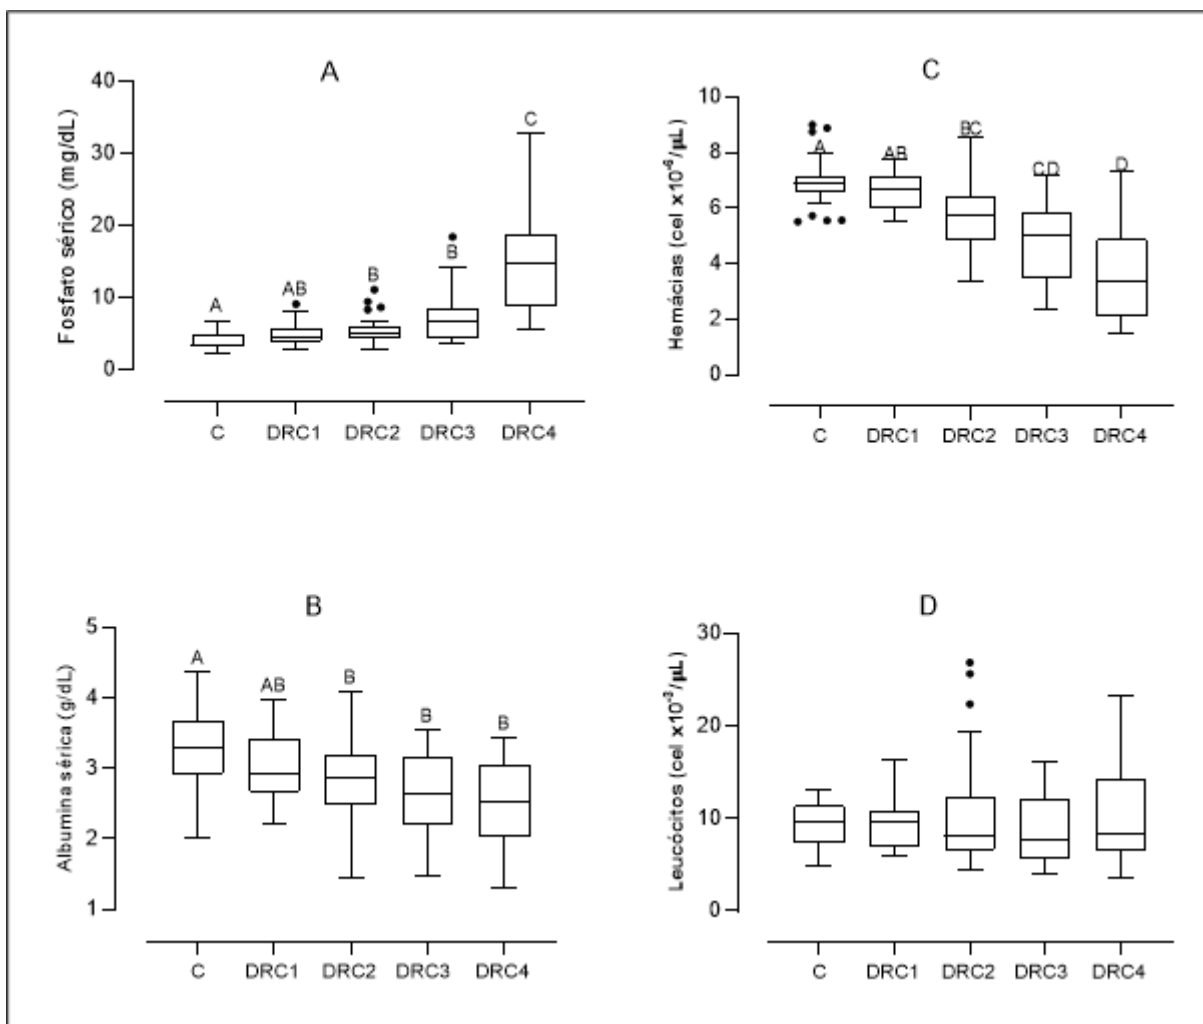 A
Fosfato sérico (mg/dL)
40
30
20
10
0
A
AB
B
B
C
C
DRC1
DRC2
DRC3
DRC4
C
Hemácias (cel x10⁻⁶/µL)
10
8
6
4
2
0
A
AB
BC
CD
D
C
DRC1
DRC2
DRC3
DRC4
B
Albumina sérica (g/dL)
5
4
3
2
1
A
AB
B
B
B
C
DRC1
DRC2
DRC3
DRC4
D
Leucócitos (cel x10⁻³/µL)
30
20
10
0
C
DRC1
DRC2
DRC3
DRC4